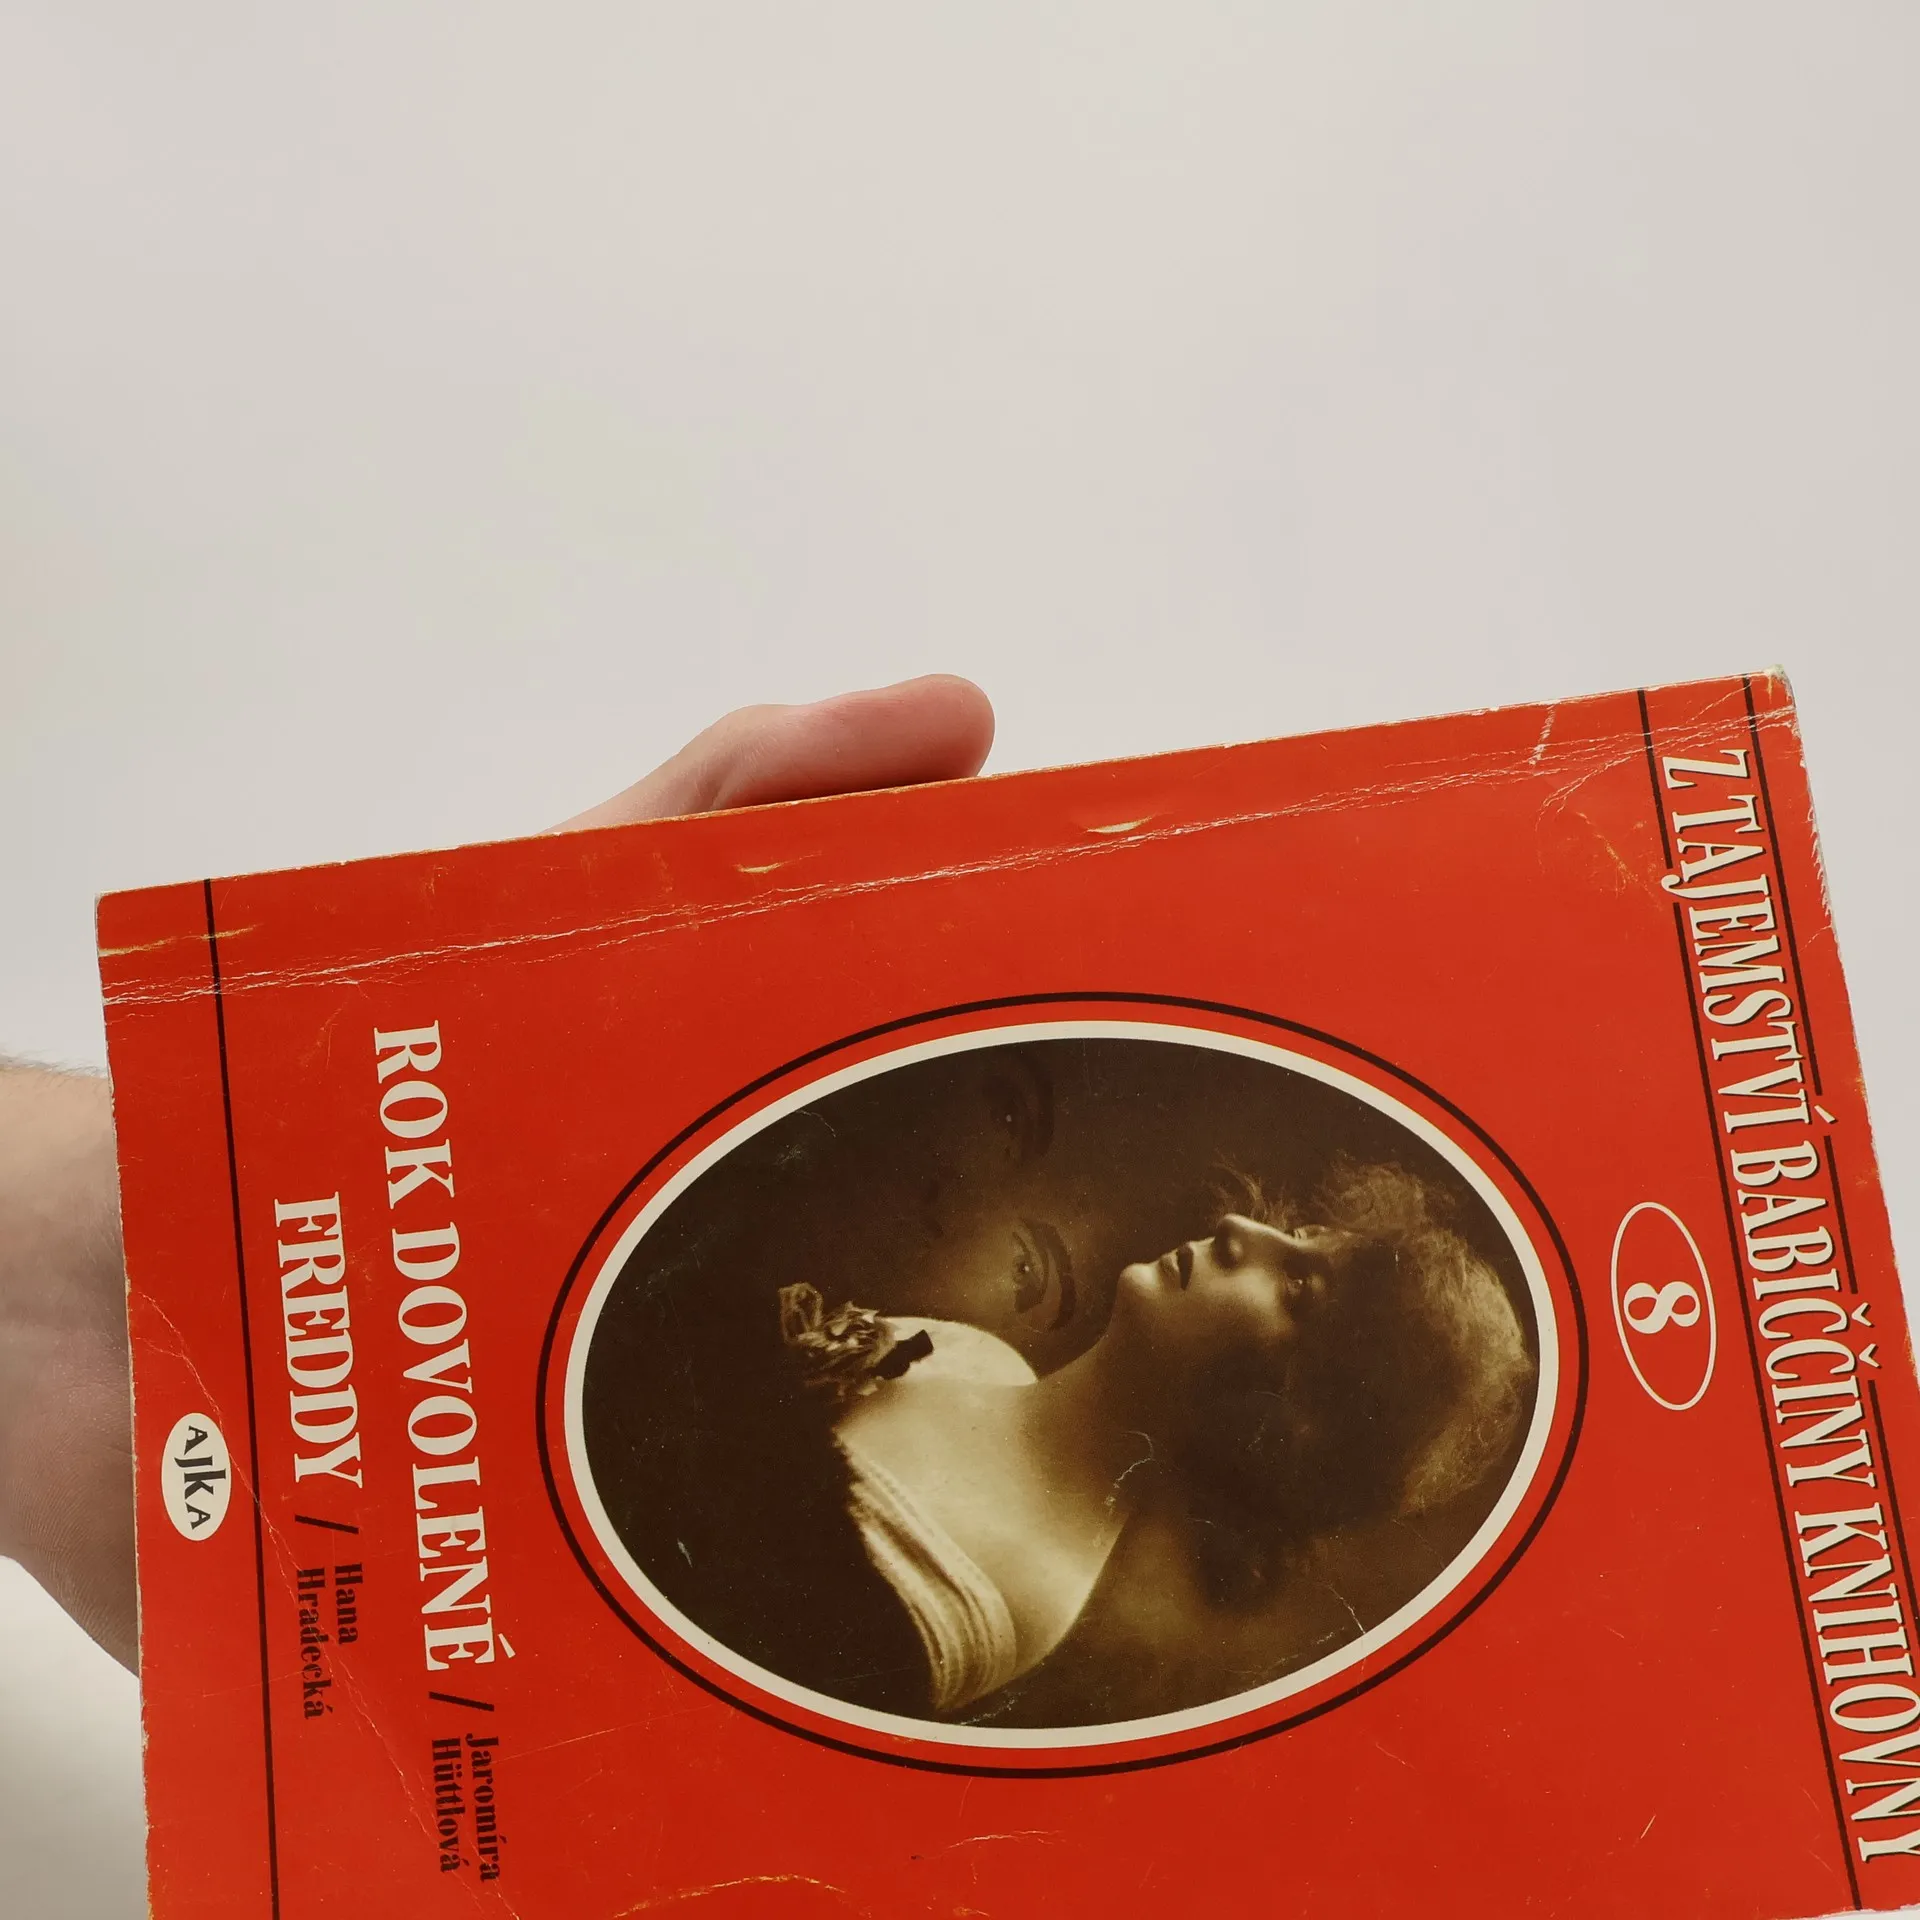 Z TAJEMSTVÍ BABIČČINY KNIHOVNY
8
ROK DOVOLENÉ / Jaromíra
Hüttlová
FREDDY / Hana
Hradecká
AJKA